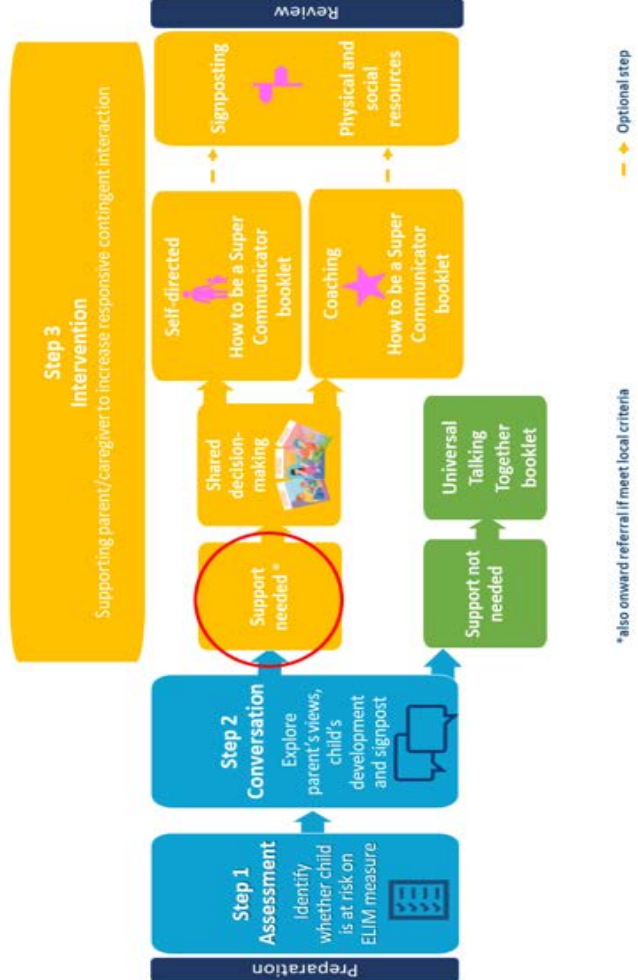 Preparation
Step 1
Assessment
Identify
whether child
is at risk on
ELIM measure
Step 2
Conversation
Explore
parent's views,
child's
development
and signpost
Step 3
Intervention
Supporting parent/caregiver to increase responsive contingent interaction
Support
needed *
Shared
decision-
making
Self-directed
How to be a Super
Communicator
booklet
Coaching
How to be a Super
Communicator
booklet
Signposting
Physical and
social
resources
Support not
needed
Universal
Talking
Together
booklet
Review
*also onward referral if meet local criteria
Optional step